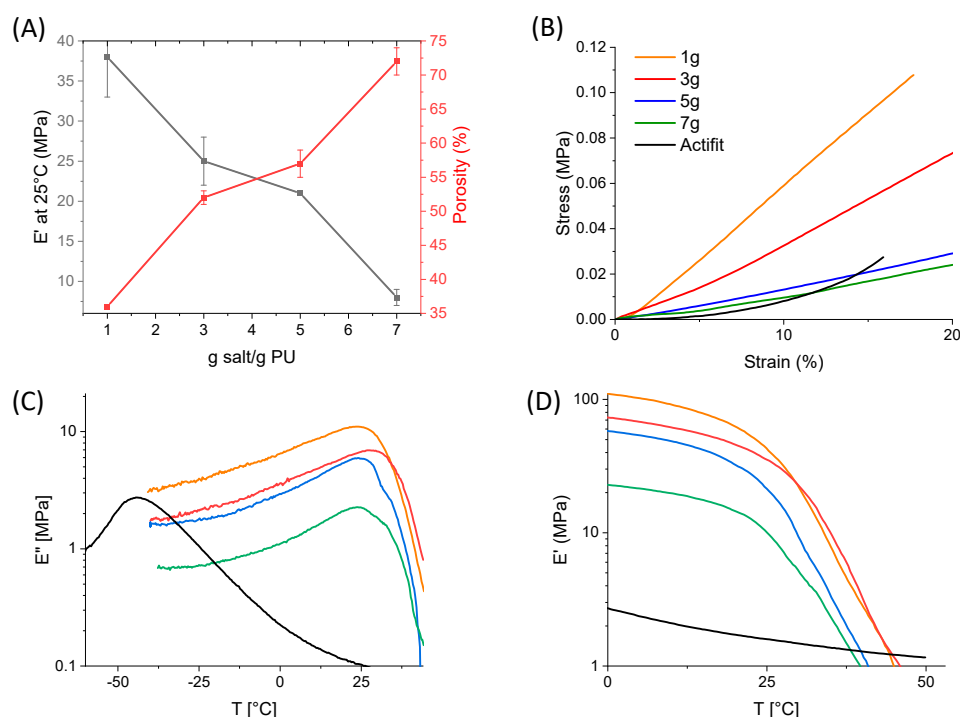 (A)
40
35
30
25
20
15
10
E' at 25°C (MPa)
75
70
65
60
55
50
45
40
35
Porosity (%)
1 2 3 4 5 6 7
g salt/g PU
(B)
0.12
0.10
0.08
0.06
0.04
0.02
0.00
Stress (MPa)
1g
3g
5g
7g
Actifit
0 10 20
Strain (%)
(C)
10
1
0.1
E" [MPa]
-50 -25 0 25
T [°C]
(D)
100
10
1
E' (MPa)
0 25 50
T [°C]